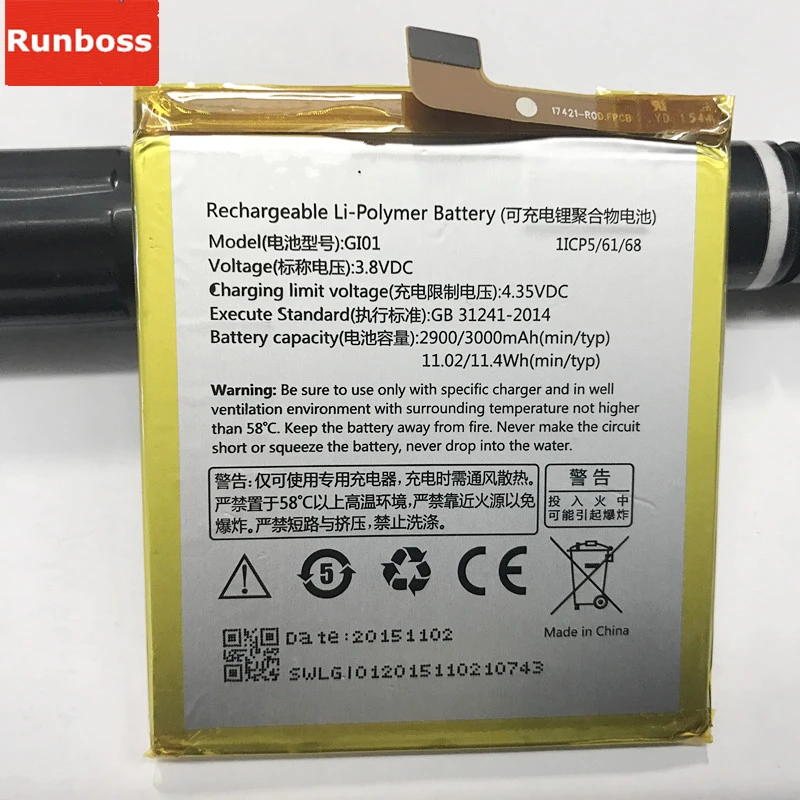 Runboss
17421-ROD.FPCB
YD 1544
Rechargeable Li-Polymer Battery (可充电锂聚合物电池)
Model(电池型号):GI01 1ICP5/61/68
Voltage(标称电压):3.8VDC
Charging limit voltage(充电限制电压):4.35VDC
Execute Standard(执行标准):GB 31241-2014
Battery capacity(电池容量):2900/3000mAh(min/typ)
11.02/11.4Wh(min/typ)
Warning: Be sure to use only with specific charger and in well
ventilation environment with surrounding temperature not higher
than 58℃. Keep the battery away from fire. Never make the circuit
short or squeeze the battery, never drop into the water.
警告:仅可使用专用充电器,充电时需通风散热。
严禁置于58℃以上高温环境,严禁靠近火源以免
爆炸。严禁短路与挤压,禁止洗涤。
警告
投入火中
可能引起爆炸
5
CE
Made in China
Date:20151102
SWLGI012015110210743